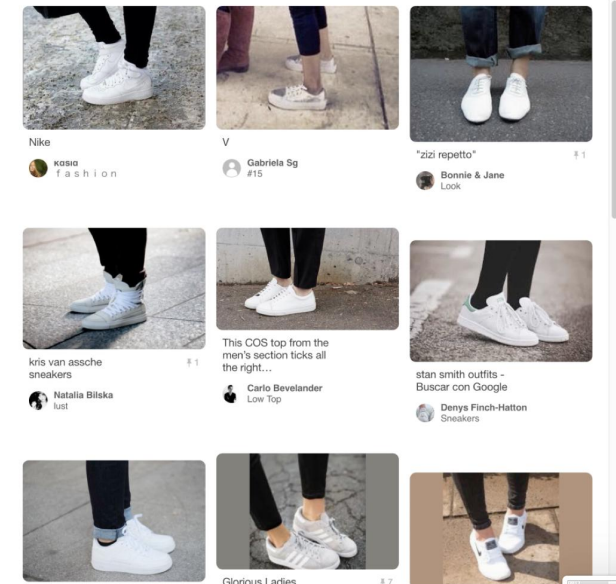 Nike
кαsια
f a s h i o n
V
Gabriela Sg
#15
"zizi repetto"
1
Bonnie & Jane
Look
kris van assche
sneakers
1
Natalia Bilska
lust
This COS top from the
men's section ticks all
the right...
Carlo Bevelander
Low Top
stan smith outfits -
Buscar con Google
Denys Finch-Hatton
Sneakers
Glorious Ladies
7